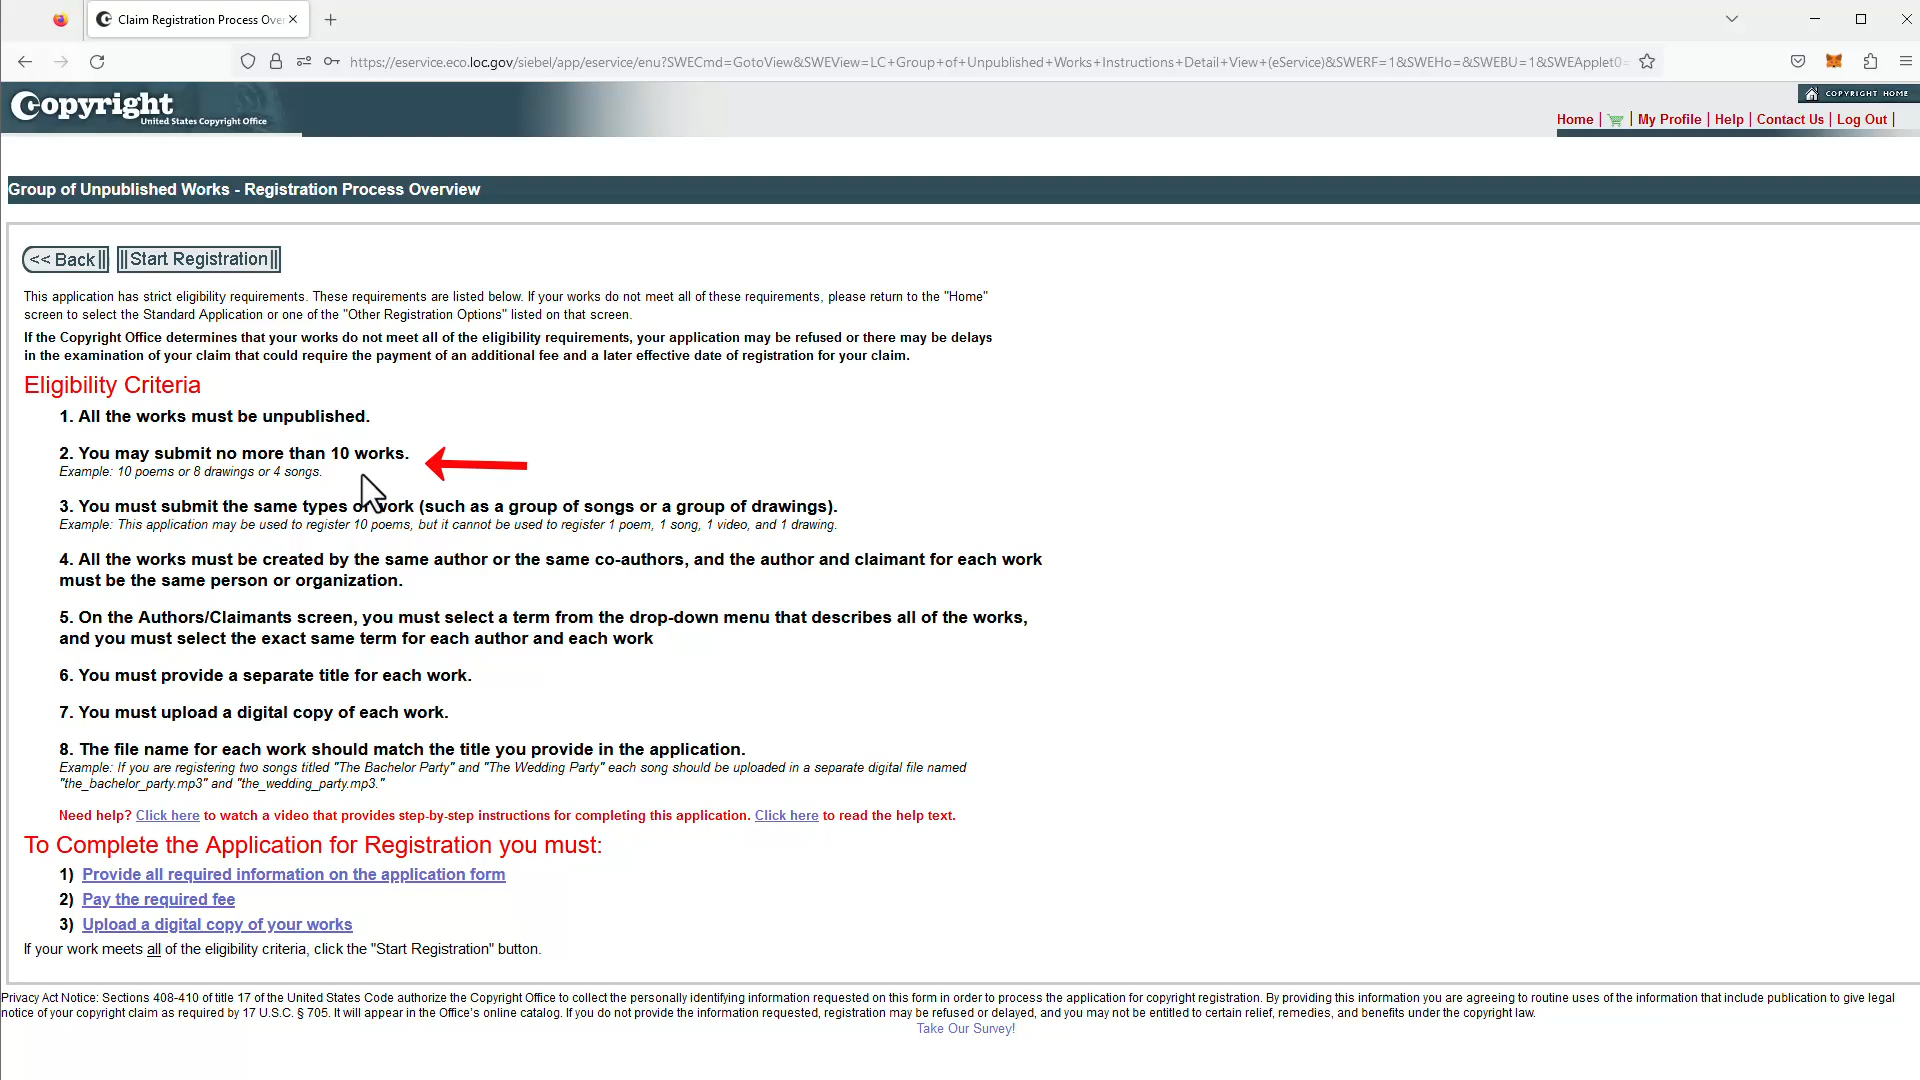 Claim Registration Process Over
https://eservice.eco.loc.gov/siebel/app/eservice/enu?SWECmd=GotoView&SWEView=LC+Group+of+Unpublished+Works+Instructions+Detail+View+(eService)&SWERF=1&SWEHo=&SWEBU=1&SWEApplet0=
Copyright
United States Copyright Office
COPYRIGHT HOME
Home | | My Profile | Help | Contact Us | Log Out |
Group of Unpublished Works - Registration Process Overview
<< Back
Start Registration
This application has strict eligibility requirements. These requirements are listed below. If your works do not meet all of these requirements, please return to the "Home"
screen to select the Standard Application or one of the "Other Registration Options" listed on that screen.
If the Copyright Office determines that your works do not meet all of the eligibility requirements, your application may be refused or there may be delays
in the examination of your claim that could require the payment of an additional fee and a later effective date of registration for your claim.
Eligibility Criteria
1. All the works must be unpublished.
2. You may submit no more than 10 works.
Example: 10 poems or 8 drawings or 4 songs.
3. You must submit the same types of work (such as a group of songs or a group of drawings).
Example: This application may be used to register 10 poems, but it cannot be used to register 1 poem, 1 song, 1 video, and 1 drawing.
4. All the works must be created by the same author or the same co-authors, and the author and claimant for each work
must be the same person or organization.
5. On the Authors/Claimants screen, you must select a term from the drop-down menu that describes all of the works,
and you must select the exact same term for each author and each work
6. You must provide a separate title for each work.
7. You must upload a digital copy of each work.
8. The file name for each work should match the title you provide in the application.
Example: If you are registering two songs titled "The Bachelor Party" and "The Wedding Party" each song should be uploaded in a separate digital file named
"the_bachelor_party.mp3" and "the_wedding_party.mp3."
Need help? Click here to watch a video that provides step-by-step instructions for completing this application. Click here to read the help text.
To Complete the Application for Registration you must:
1) Provide all required information on the application form
2) Pay the required fee
3) Upload a digital copy of your works
If your work meets all of the eligibility criteria, click the "Start Registration" button.
Privacy Act Notice: Sections 408-410 of title 17 of the United States Code authorize the Copyright Office to collect the personally identifying information requested on this form in order to process the application for copyright registration. By providing this information you are agreeing to routine uses of the information that include publication to give legal
notice of your copyright claim as required by 17 U.S.C. § 705. It will appear in the Office's online catalog. If you do not provide the information requested, registration may be refused or delayed, and you may not be entitled to certain relief, remedies, and benefits under the copyright law.
Take Our Survey!